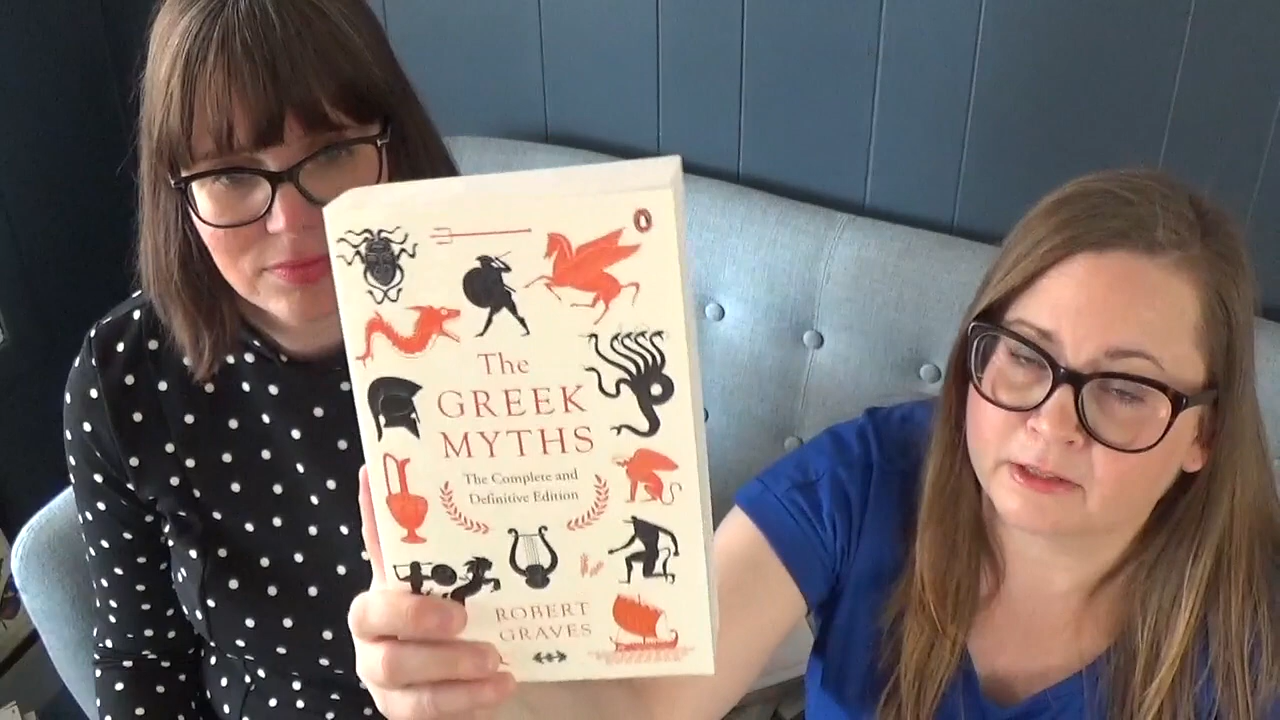 The
GREEK
MYTHS
The Complete and
Definitive Edition
ROBERT
GRAVES